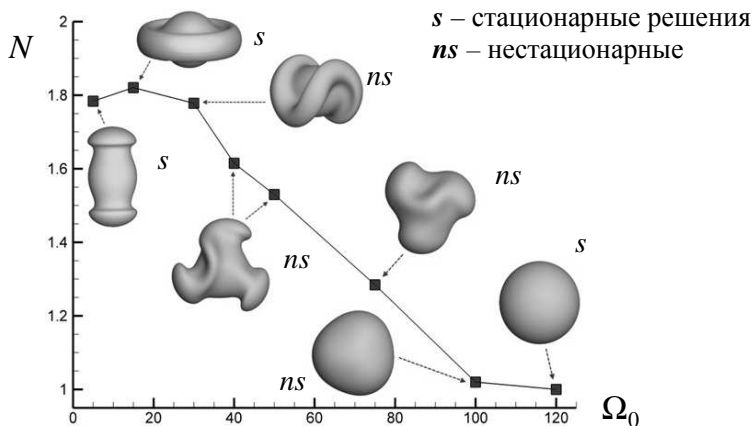 s – стационарные решения
ns – нестационарные
N
2
1.8
1.6
1.4
1.2
1
s
ns
s
ns
ns
s
ns
0
20
40
60
80
100
120
Ω₀